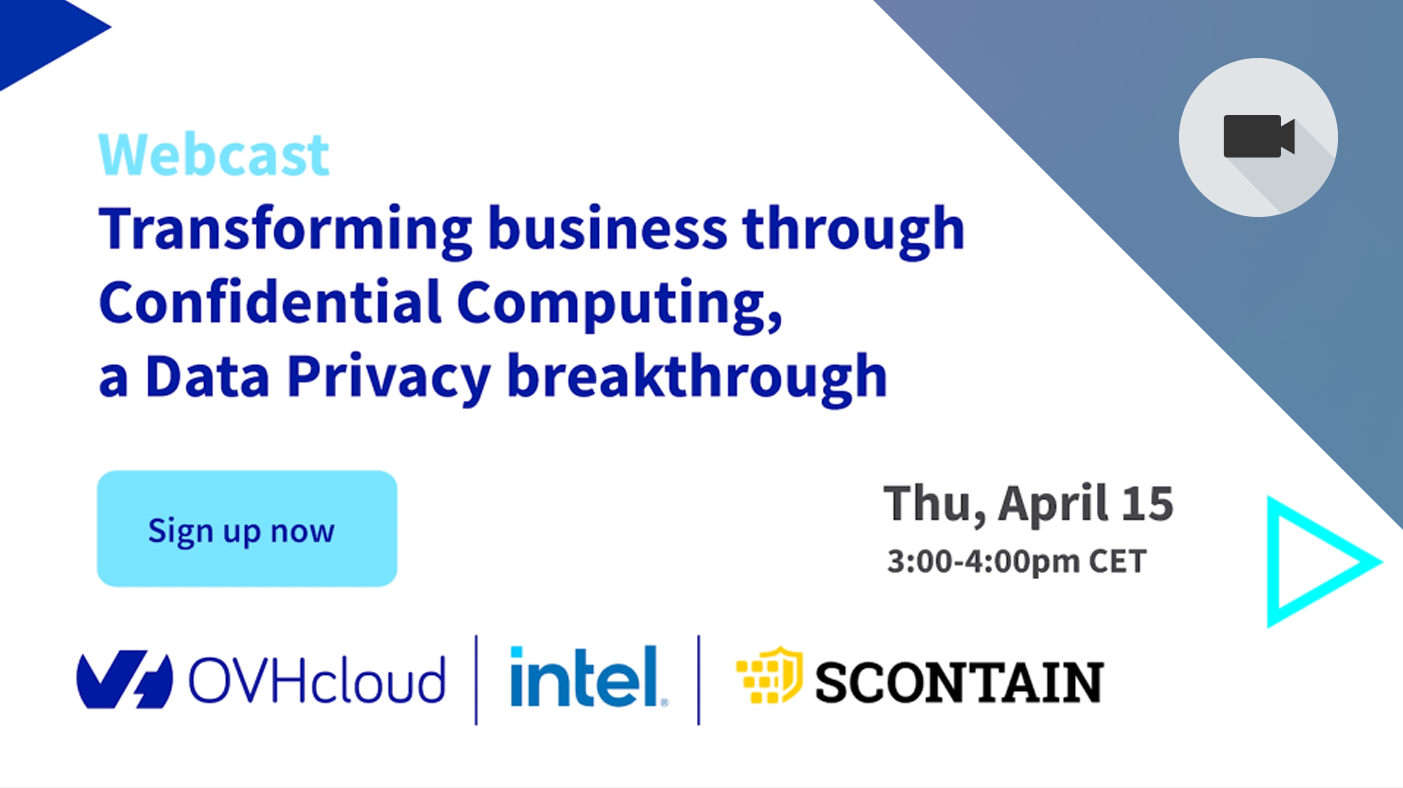 Webcast
Transforming business through
Confidential Computing,
a Data Privacy breakthrough
Sign up now
Thu, April 15
3:00-4:00pm CET
OVHcloud
intel®
SCONTAIN